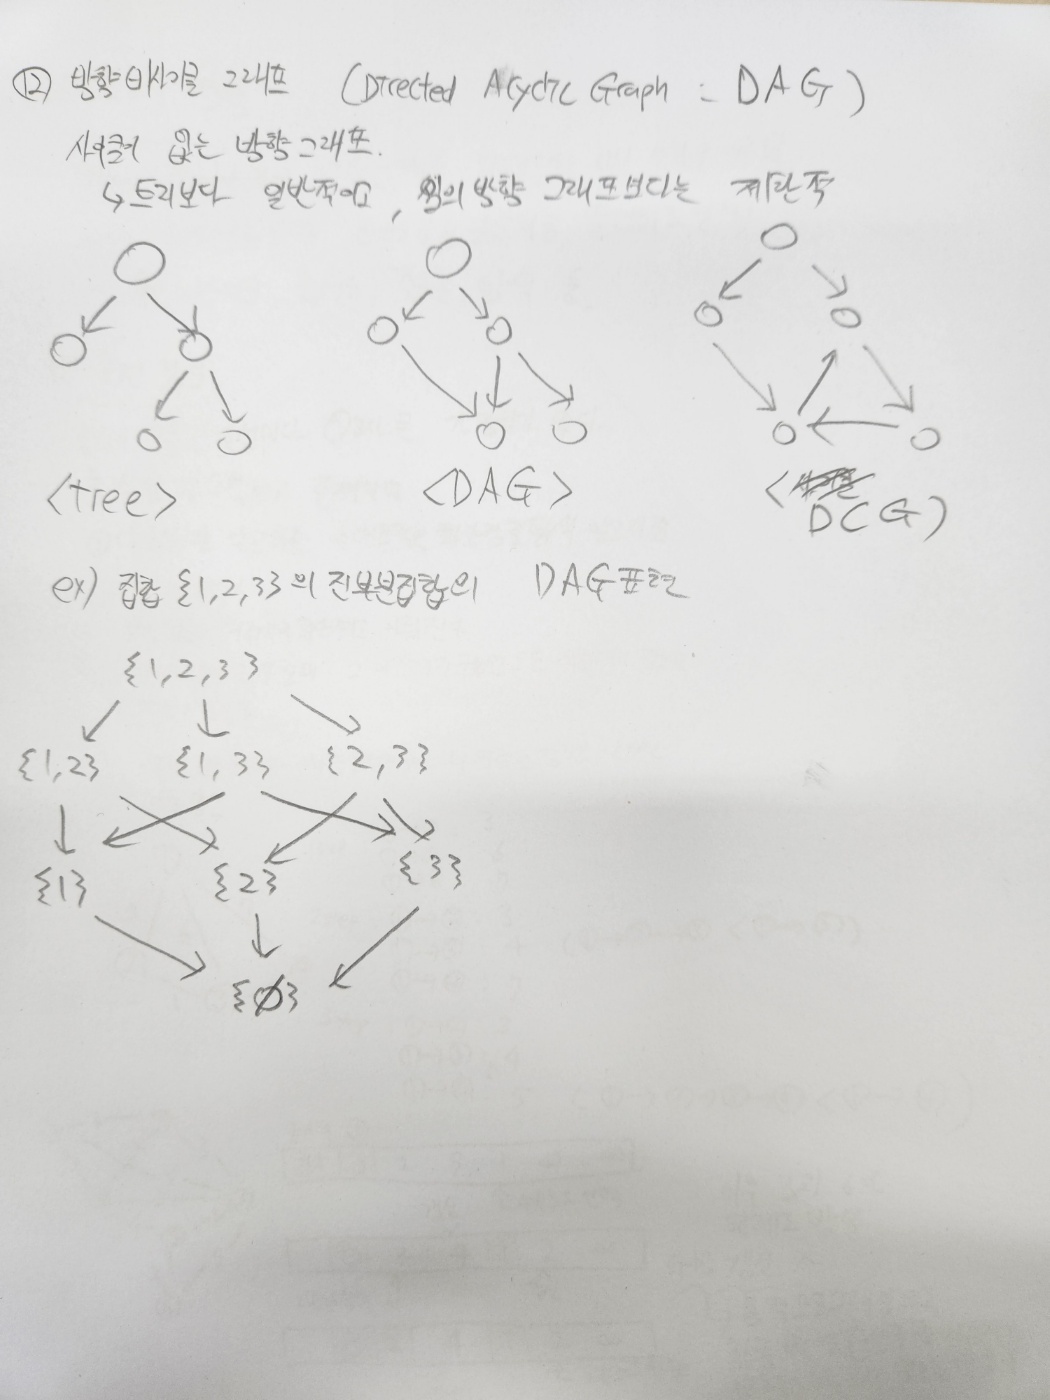 ⑫ 방향 비사이클 그래프 (Directed Acyclic Graph : DAG)
사이클이 없는 방향그래프.
↳ 트리보다 일반적이고, 임의 방향 그래프보다는 제한적
<tree> <DAG> < DCG)
ex) 집합 {1,2,3}의 진부분집합의 DAG표현
{1,2,3}
{1,2} {1,3} {2,3}
{1} {2} {3}
{∅}